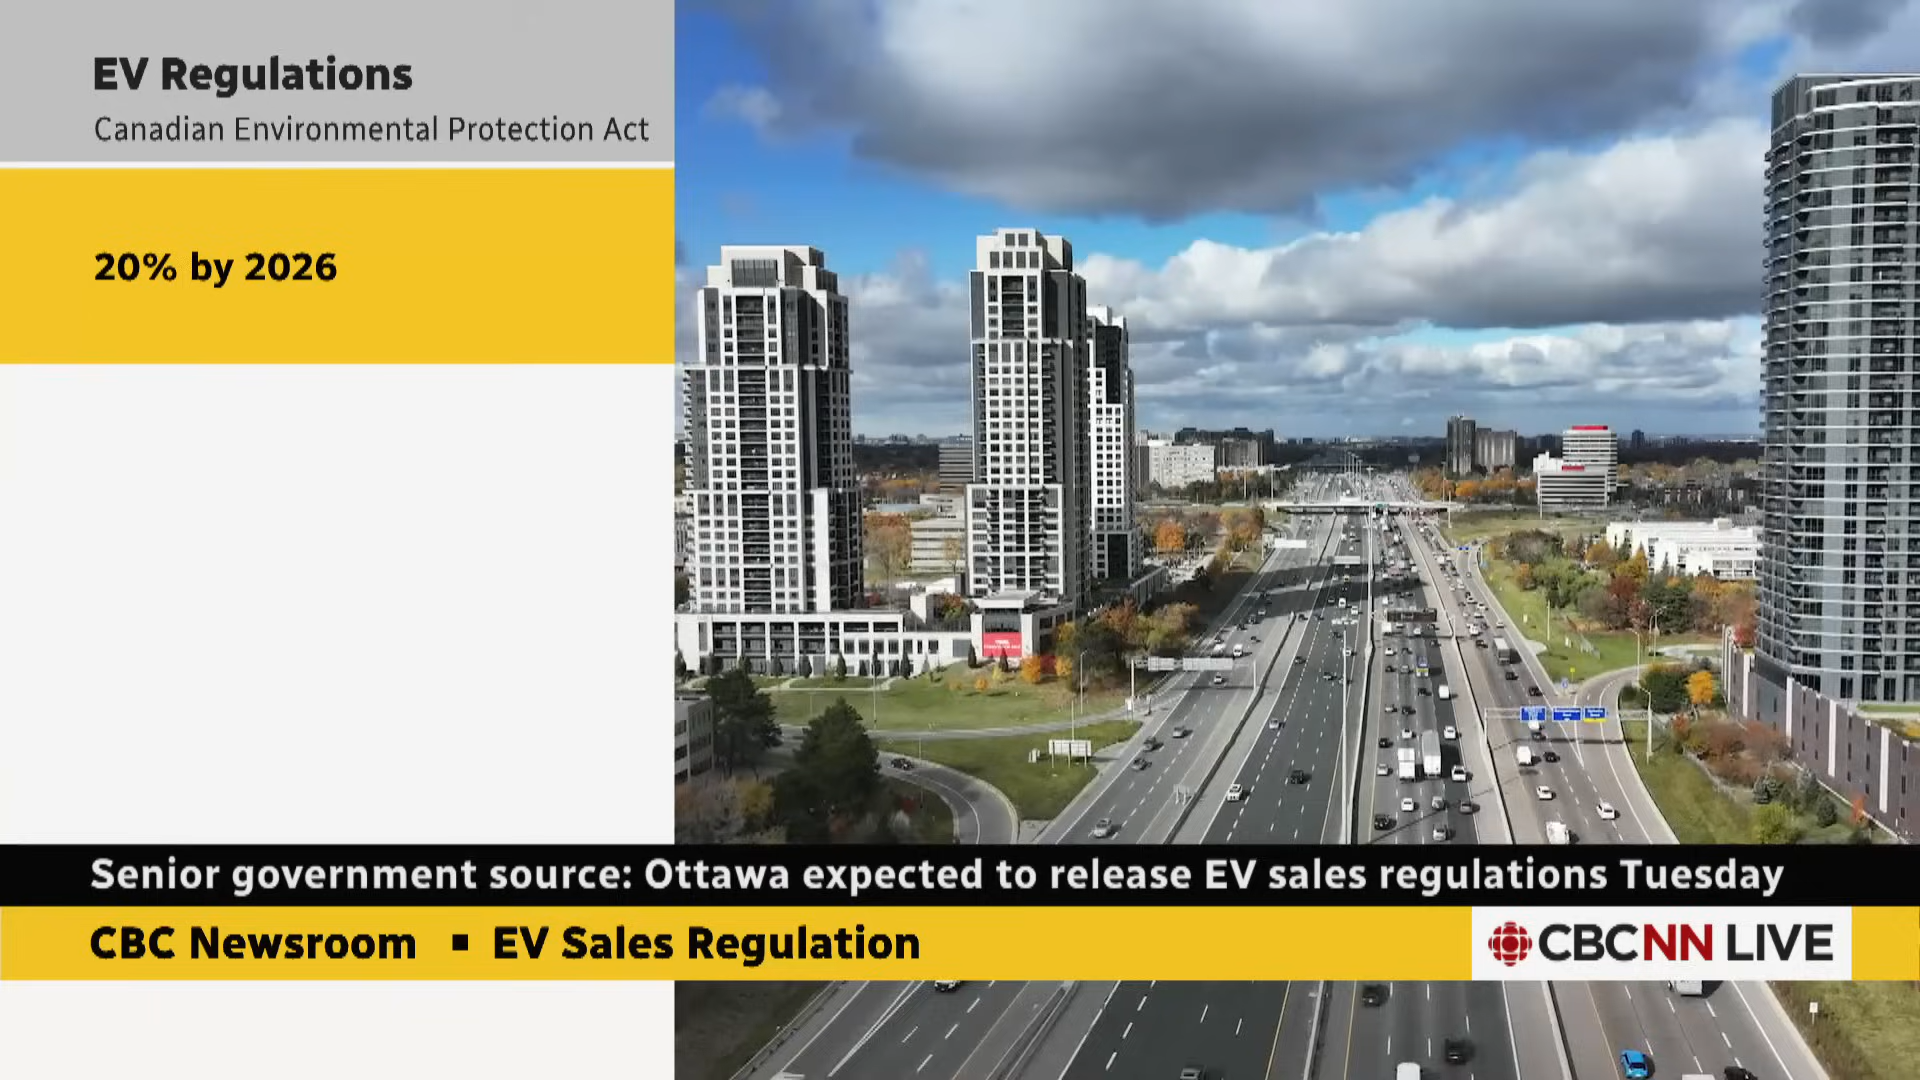 EV Regulations
Canadian Environmental Protection Act
20% by 2026
Senior government source: Ottawa expected to release EV sales regulations Tuesday
CBC Newsroom ▪ EV Sales Regulation
CBCNN LIVE